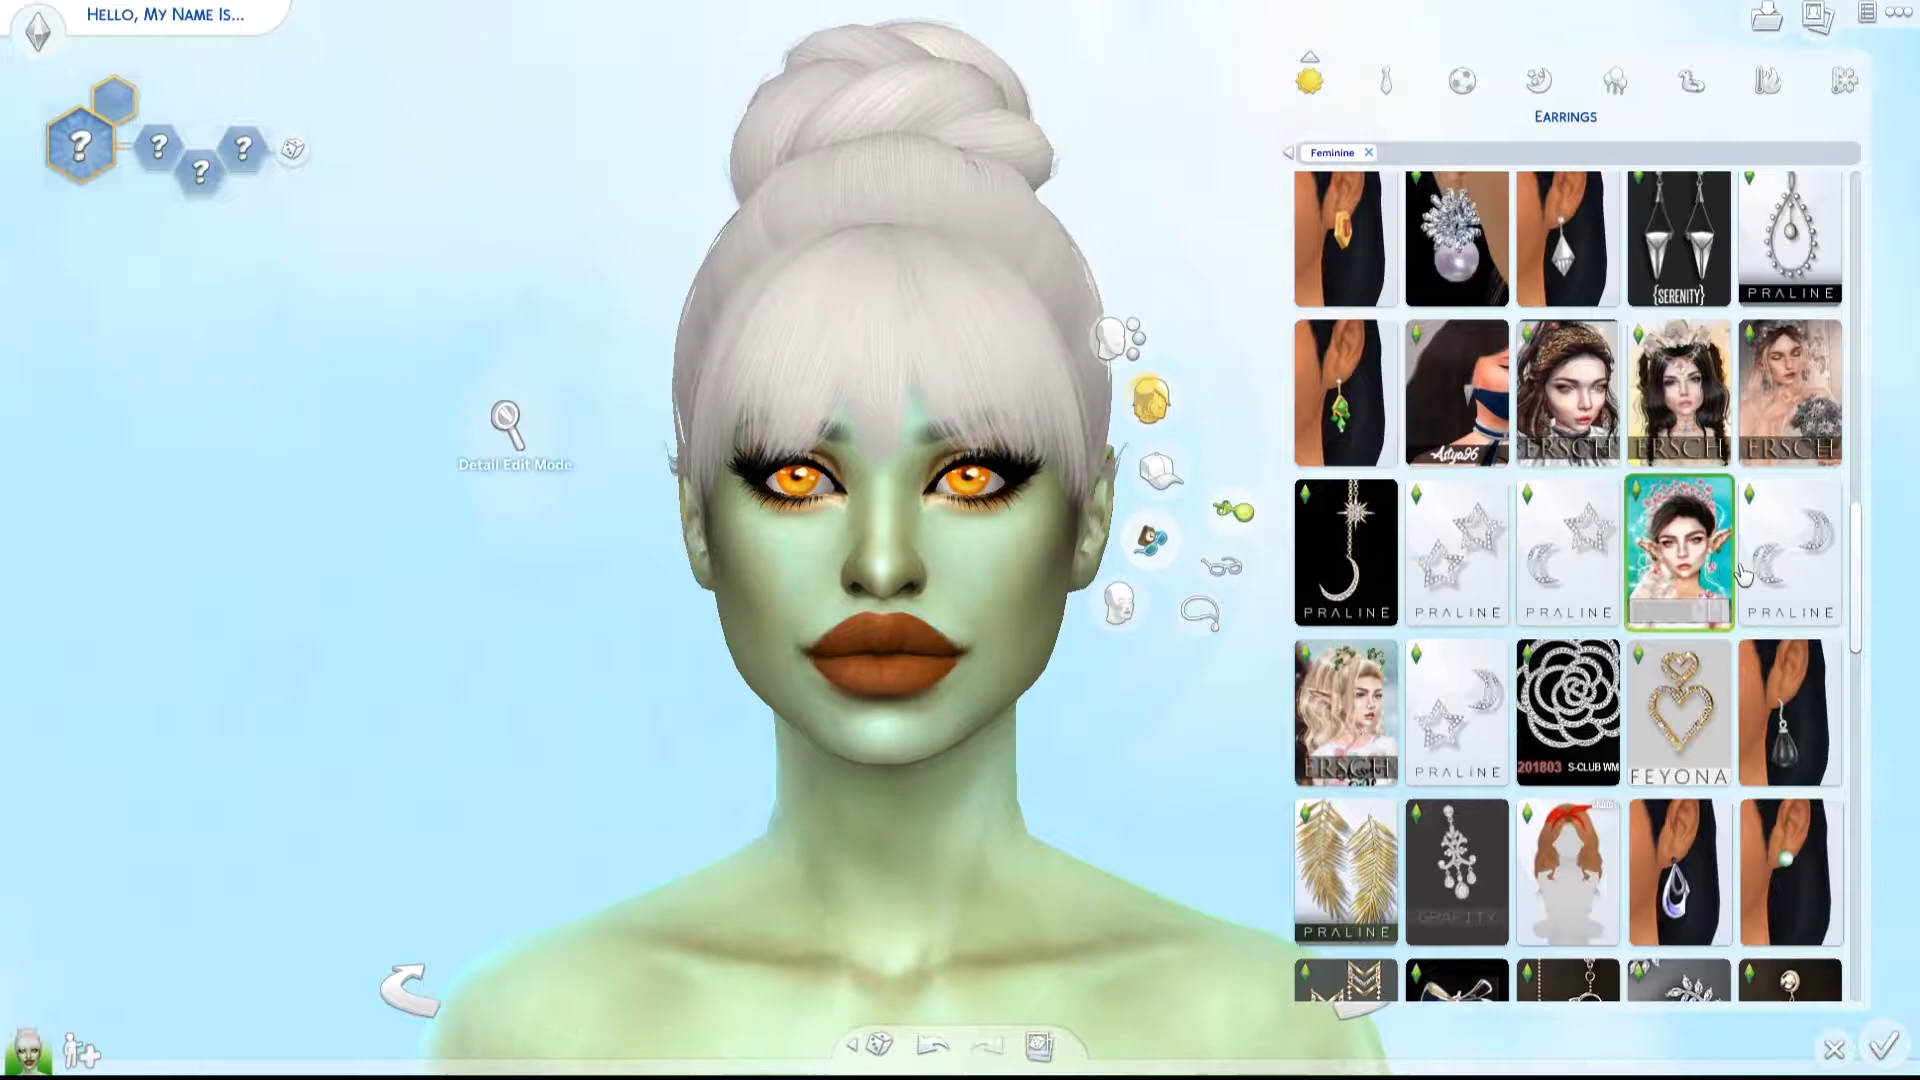 Hello, My Name Is...
Earrings
Feminine
{SERENITY}
PRALINE
Astya96
ERSCH
ERSCH
ERSCH
PRALINE
PRALINE
PRALINE
PRALINE
ERSCH
PRALINE
201803 S-CLUB WM
FEYONA
PRALINE
GRAFITY
Detail Edit Mode
? ? ? ?